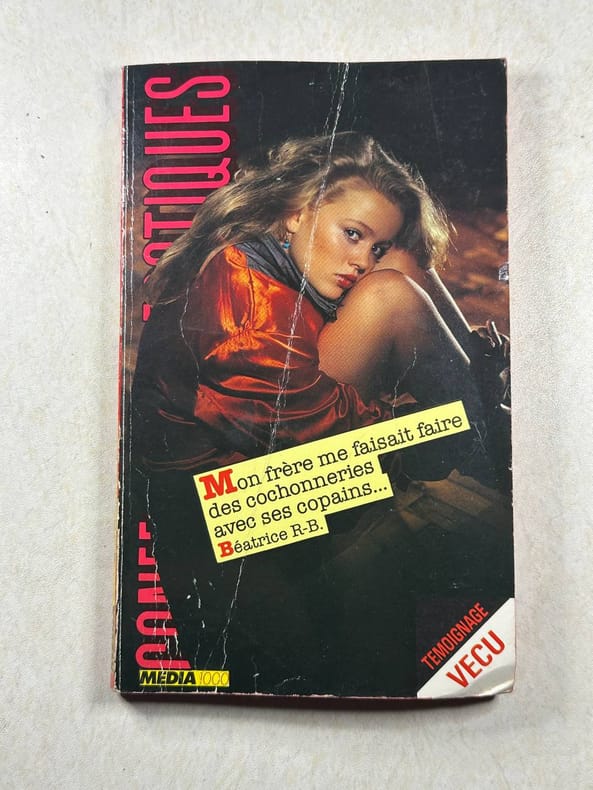 Mon frère me faisait faire
des cochonneries
avec ses copains...
Béatrice R-B.
TEMOIGNAGE
VECU
MEDIA 1000